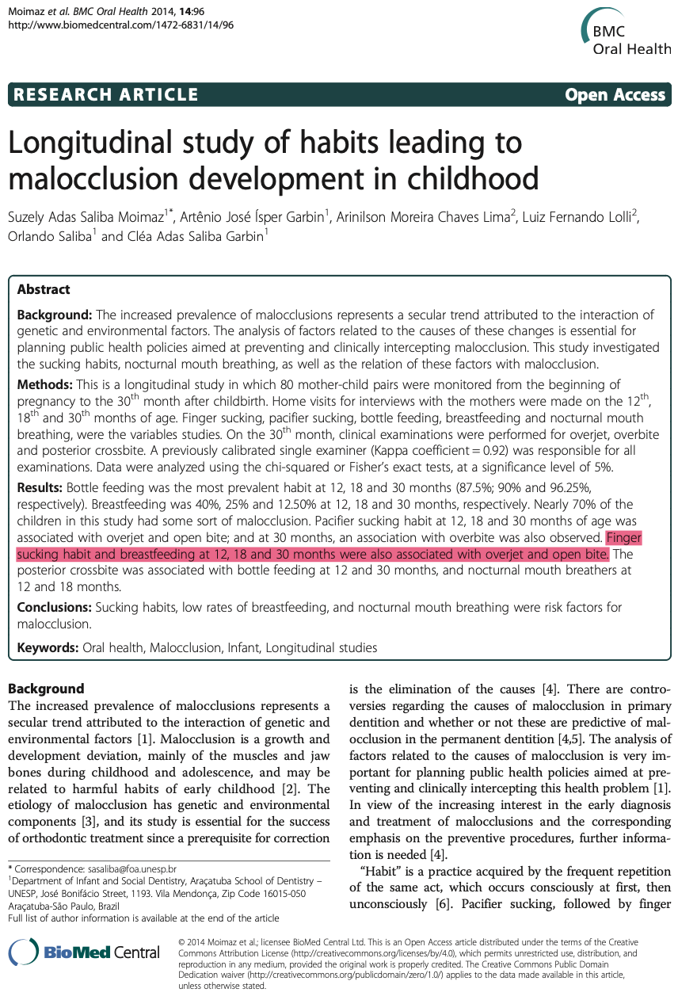 Moimaz et al. BMC Oral Health 2014, 14:96
http://www.biomedcentral.com/1472-6831/14/96
BMC
Oral Health
RESEARCH ARTICLE
Open Access
Longitudinal study of habits leading to
malocclusion development in childhood
Suzely Adas Saliba Moimaz1*, Artênio José Ísper Garbin1, Arinilson Moreira Chaves Lima2, Luiz Fernando Lolli2,
Orlando Saliba1 and Cléa Adas Saliba Garbin1
Abstract
Background: The increased prevalence of malocclusions represents a secular trend attributed to the interaction of
genetic and environmental factors. The analysis of factors related to the causes of these changes is essential for
planning public health policies aimed at preventing and clinically intercepting malocclusion. This study investigated
the sucking habits, nocturnal mouth breathing, as well as the relation of these factors with malocclusion.
Methods: This is a longitudinal study in which 80 mother-child pairs were monitored from the beginning of
pregnancy to the 30th month after childbirth. Home visits for interviews with the mothers were made on the 12th,
18th and 30th months of age. Finger sucking, pacifier sucking, bottle feeding, breastfeeding and nocturnal mouth
breathing, were the variables studies. On the 30th month, clinical examinations were performed for overjet, overbite
and posterior crossbite. A previously calibrated single examiner (Kappa coefficient = 0.92) was responsible for all
examinations. Data were analyzed using the chi-squared or Fisher's exact tests, at a significance level of 5%.
Results: Bottle feeding was the most prevalent habit at 12, 18 and 30 months (87.5%; 90% and 96.25%,
respectively). Breastfeeding was 40%, 25% and 12.50% at 12, 18 and 30 months, respectively. Nearly 70% of the
children in this study had some sort of malocclusion. Pacifier sucking habit at 12, 18 and 30 months of age was
associated with overjet and open bite; and at 30 months, an association with overbite was also observed. Finger
sucking habit and breastfeeding at 12, 18 and 30 months were also associated with overjet and open bite. The
posterior crossbite was associated with bottle feeding at 12 and 30 months, and nocturnal mouth breathers at
12 and 18 months.
Conclusions: Sucking habits, low rates of breastfeeding, and nocturnal mouth breathing were risk factors for
malocclusion.
Keywords: Oral health, Malocclusion, Infant, Longitudinal studies
Background
The increased prevalence of malocclusions represents a
secular trend attributed to the interaction of genetic and
environmental factors [1]. Malocclusion is a growth and
development deviation, mainly of the muscles and jaw
bones during childhood and adolescence, and may be
related to harmful habits of early childhood [2]. The
etiology of malocclusion has genetic and environmental
components [3], and its study is essential for the success
of orthodontic treatment since a prerequisite for correction
is the elimination of the causes [4]. There are contro-
versies regarding the causes of malocclusion in primary
dentition and whether or not these are predictive of mal-
occlusion in the permanent dentition [4,5]. The analysis of
factors related to the causes of malocclusion is very im-
portant for planning public health policies aimed at pre-
venting and clinically intercepting this health problem [1].
In view of the increasing interest in the early diagnosis
and treatment of malocclusions and the corresponding
emphasis on the preventive procedures, further informa-
tion is needed [4].
"Habit" is a practice acquired by the frequent repetition
of the same act, which occurs consciously at first, then
unconsciously [6]. Pacifier sucking, followed by finger
* Correspondence: sasaliba@foa.unesp.br
1Department of Infant and Social Dentistry, Araçatuba School of Dentistry –
UNESP, José Bonifácio Street, 1193. Vila Mendonça, Zip Code 16015-050
Araçatuba-São Paulo, Brazil
Full list of author information is available at the end of the article
BioMed Central
© 2014 Moimaz et al.; licensee BioMed Central Ltd. This is an Open Access article distributed under the terms of the Creative
Commons Attribution License (http://creativecommons.org/licenses/by/4.0), which permits unrestricted use, distribution, and
reproduction in any medium, provided the original work is properly credited. The Creative Commons Public Domain
Dedication waiver (http://creativecommons.org/publicdomain/zero/1.0/) applies to the data made available in this article,
unless otherwise stated.